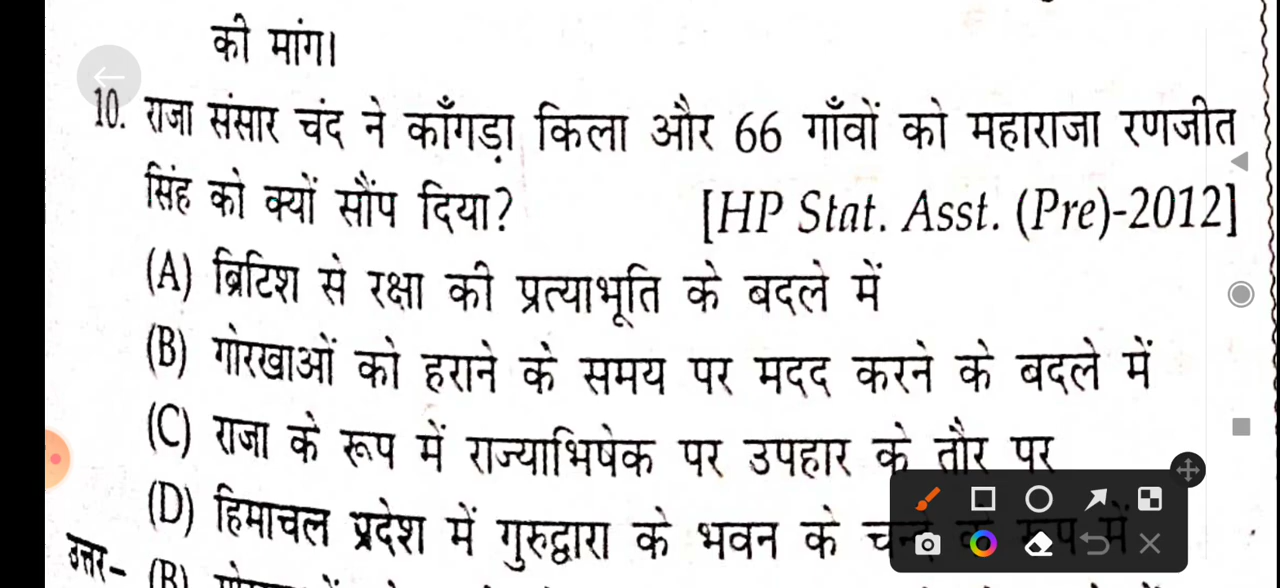 की मांग।
10. राजा संसार चंद ने काँगड़ा किला और 66 गाँवों को महाराजा रणजीत
सिंह को क्यों सौंप दिया? [HP Stat. Asst. (Pre)-2012]
(A) ब्रिटिश से रक्षा की प्रत्याभूति के बदले में
(B) गोरखाओं को हराने के समय पर मदद करने के बदले में
(C) राजा के रूप में राज्याभिषेक पर उपहार के तौर पर
(D) हिमाचल प्रदेश में गुरुद्वारा के भवन के चन्दे के रूप में
उत्तर- (B)